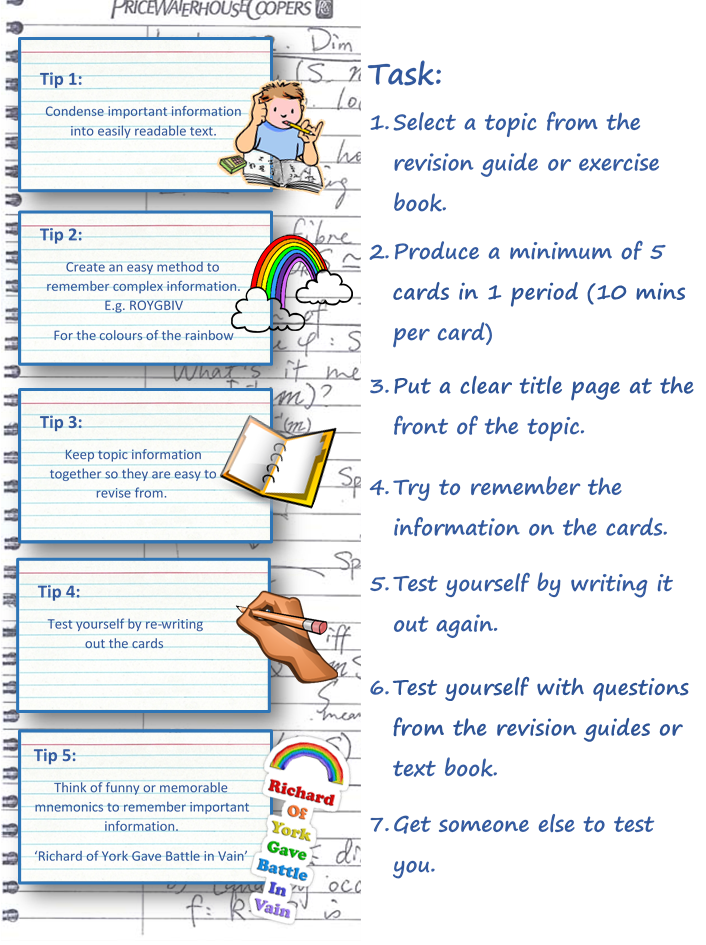 PRICEWATERHOUSECOOPERS
Tip 1:
Condense important information
into easily readable text.
Tip 2:
Create an easy method to
remember complex information.
E.g. ROYGBIV
For the colours of the rainbow
Tip 3:
Keep topic information
together so they are easy to
revise from.
Tip 4:
Test yourself by re-writing
out the cards
Tip 5:
Think of funny or memorable
mnemonics to remember important
information.
‘Richard of York Gave Battle in Vain’
Richard
Of
York
Gave
Battle
In
Vain
Task:
1. Select a topic from the
revision guide or exercise
book.
2. Produce a minimum of 5
cards in 1 period (10 mins
per card)
3. Put a clear title page at the
front of the topic.
4. Try to remember the
information on the cards.
5. Test yourself by writing it
out again.
6. Test yourself with questions
from the revision guides or
text book.
7. Get someone else to test
you.